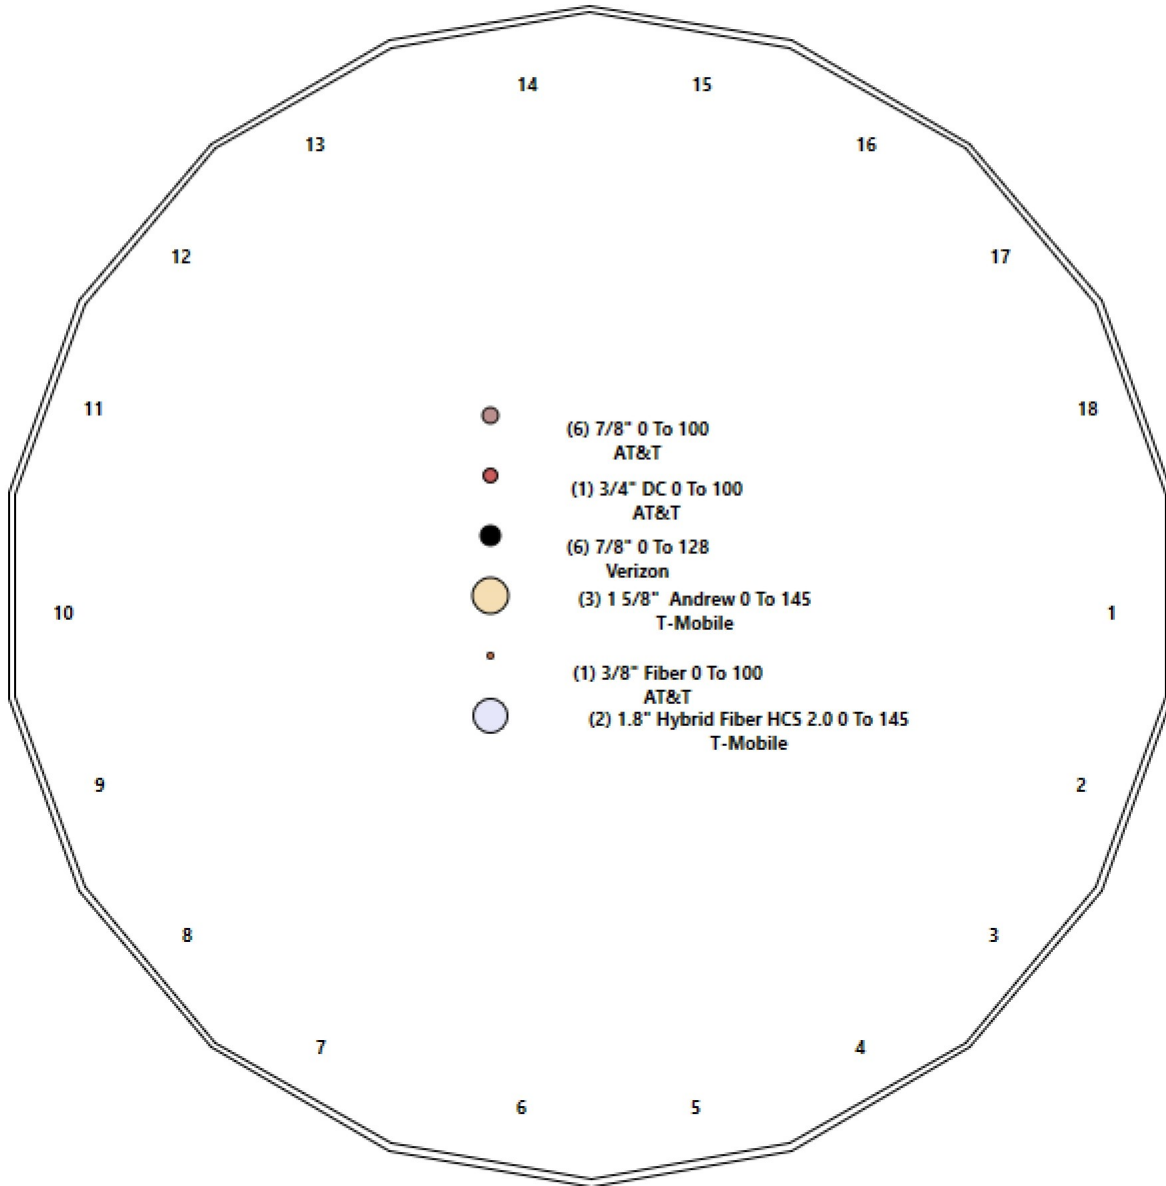 14
15
13
16
12
17
11
18
(6) 7/8" 0 To 100
AT&T
(1) 3/4" DC 0 To 100
AT&T
(6) 7/8" 0 To 128
Verizon
(3) 1 5/8"  Andrew 0 To 145
T-Mobile
10
1
(1) 3/8" Fiber 0 To 100
AT&T
(2) 1.8" Hybrid Fiber HCS 2.0 0 To 145
T-Mobile
9
2
8
3
7
4
6
5